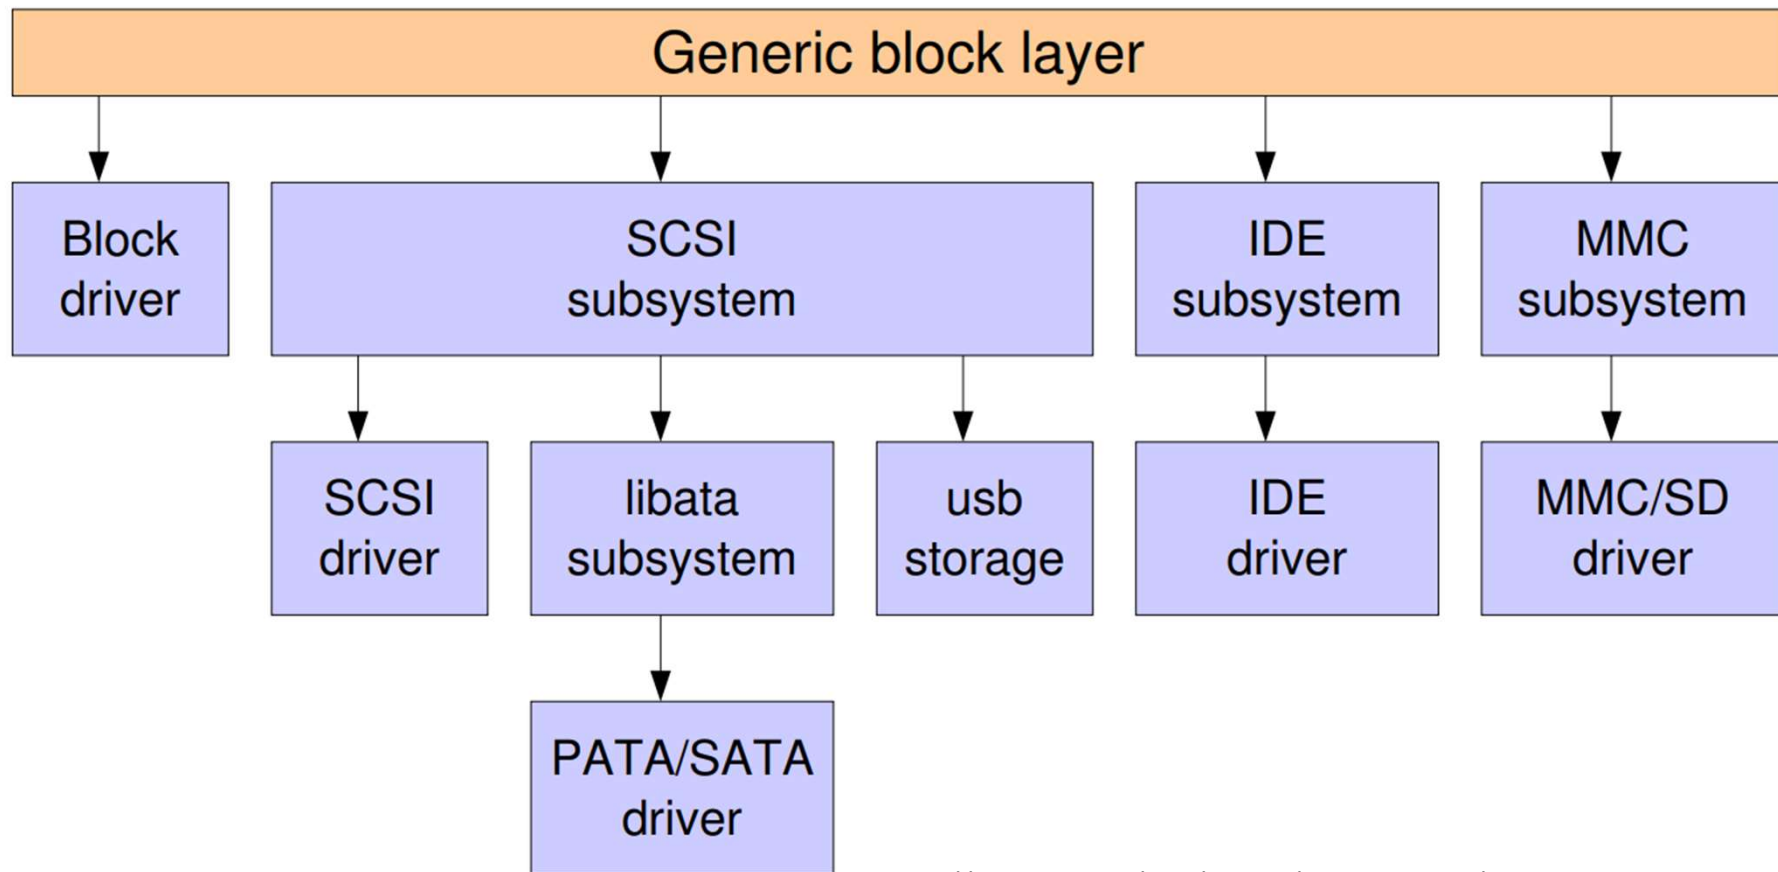 Generic block layer
Block
driver
SCSI
subsystem
IDE
subsystem
MMC
subsystem
SCSI
driver
libata
subsystem
usb
storage
IDE
driver
MMC/SD
driver
PATA/SATA
driver